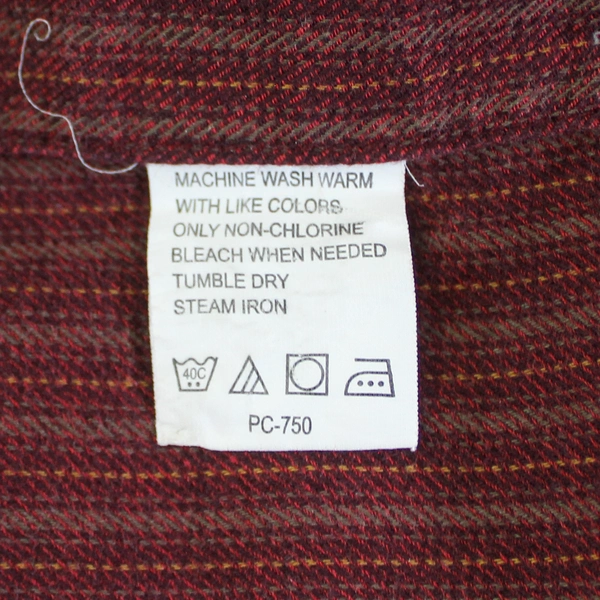 MACHINE WASH WARM
WITH LIKE COLORS
ONLY NON-CHLORINE
BLEACH WHEN NEEDED
TUMBLE DRY
STEAM IRON
40C
PC-750